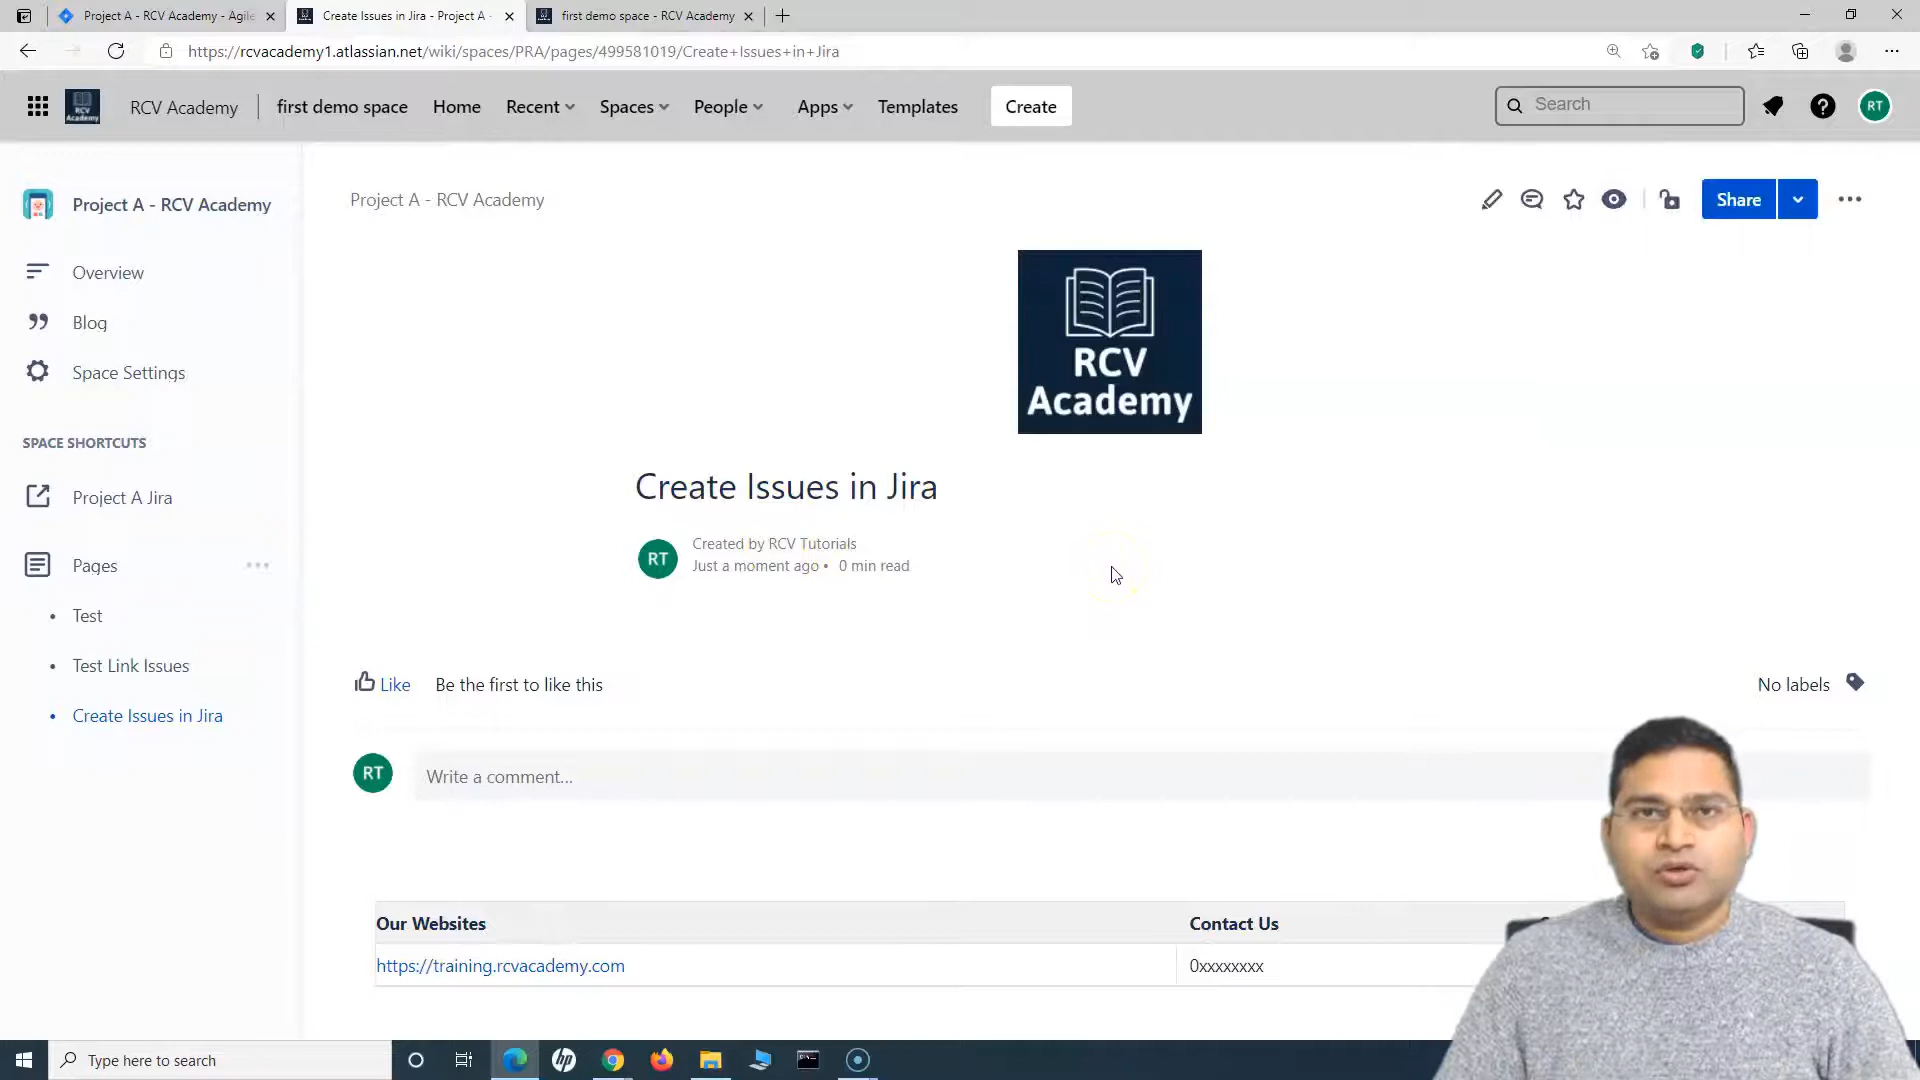 Project A - RCV Academy - Agile
Create Issues in Jira - Project A -
first demo space - RCV Academy
https://rcvacademy1.atlassian.net/wiki/spaces/PRA/pages/499581019/Create+Issues+in+Jira
RCV Academy
RCV Academy
first demo space
Home
Recent
Spaces
People
Apps
Templates
Create
Search
RT
Project A - RCV Academy
Project A - RCV Academy
Share
Overview
Blog
Space Settings
SPACE SHORTCUTS
Project A Jira
Pages
Test
Test Link Issues
Create Issues in Jira
RCV
Academy
Create Issues in Jira
RT
Created by RCV Tutorials
Just a moment ago • 0 min read
Like
Be the first to like this
No labels
RT
Write a comment...
Our Websites
Contact Us
https://training.rcvacademy.com
0xxxxxxxx
Type here to search
hp